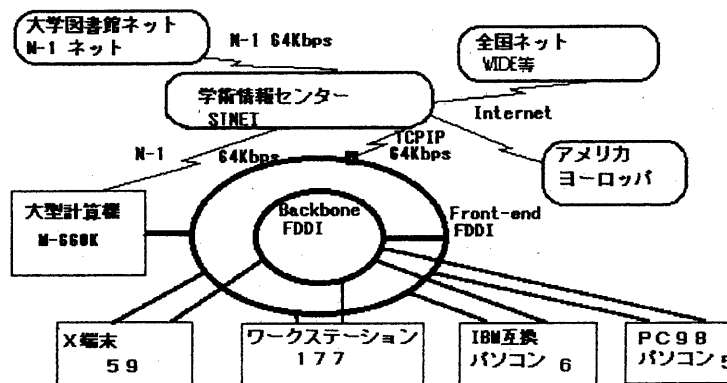 大学図書館ネット
N-1 ネット
N-1 64Kbps
全国ネット
WIDE等
学術情報センター
SINET
Internet
N-1 64Kbps
TCPIP
64Kbps
アメリカ
ヨーロッパ
大型計算機
M-660K
Backbone
FDDI
Front-end
FDDI
X端末
59
ワークステーション
177
IBM互換
パソコン 6
PC98
パソコン